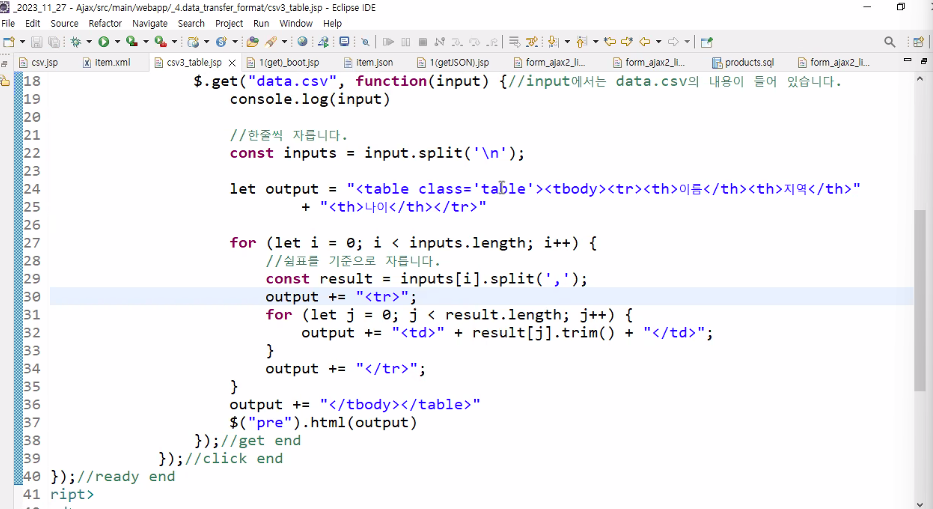 _2023_11_27 - Ajax/src/main/webapp/_4.data_transfer_format/csv3_table.jsp - Eclipse IDE
File Edit Source Refactor Navigate Search Project Run Window Help
csv.jsp item.xml csv3_table.jsp 1(get)_boot.jsp item.json 1(getJSON).jsp form_ajax2_li... form_ajax2_li... products.sql form_ajax2_li...
18 $.get("data.csv", function(input) {//input에서는 data.csv의 내용이 들어 있습니다.
19 console.log(input)
20
21 //한줄씩 자릅니다.
22 const inputs = input.split('\n');
23
24 let output = "<table class='table'><tbody><tr><th>이름</th><th>지역</th>"
25 + "<th>나이</th></tr>"
26
27 for (let i = 0; i < inputs.length; i++) {
28 //쉼표를 기준으로 자릅니다.
29 const result = inputs[i].split(',');
30 output += "<tr>";
31 for (let j = 0; j < result.length; j++) {
32 output += "<td>" + result[j].trim() + "</td>";
33 }
34 output += "</tr>";
35 }
36 output += "</tbody></table>"
37 $("pre").html(output)
38 });//get end
39 });//click end
40 });//ready end
41 ript>